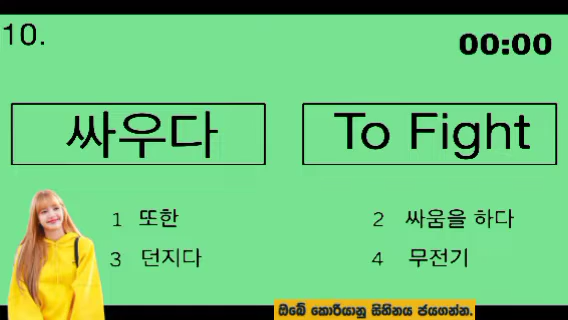 10.
00:00
싸우다
To Fight
1 또한
2 싸움을 하다
3 던지다
4 무전기
ඔබේ කොරියානු සිහිනය ජයගන්න.